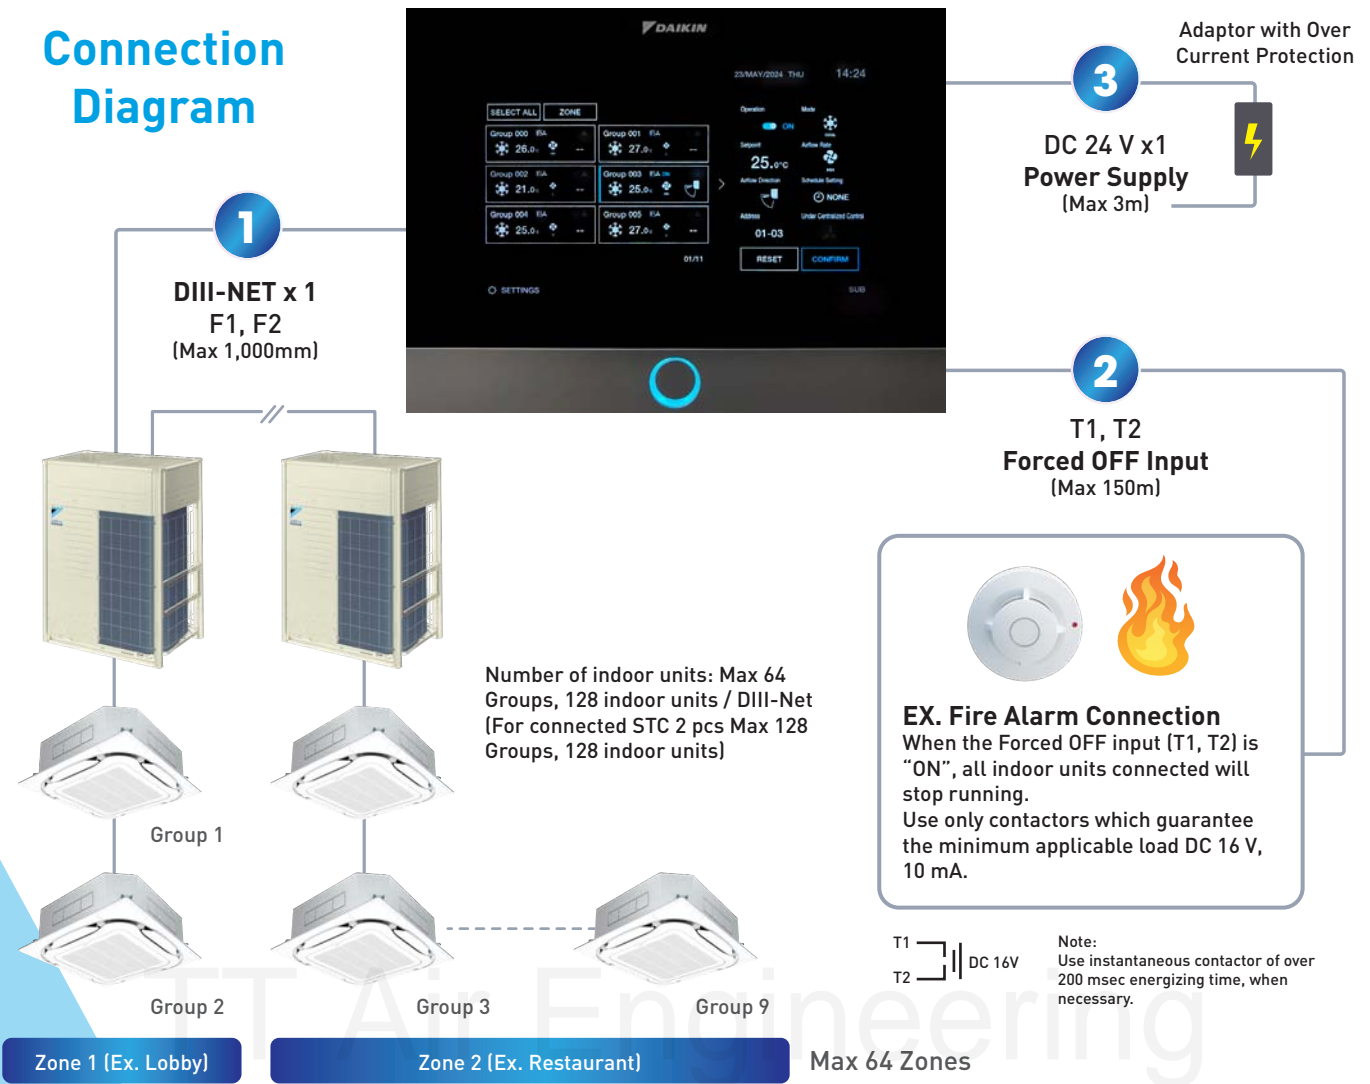 Connection
Diagram
DAIKIN
23/MAY/2024 THU 14:24
SELECT ALL ZONE
Group 000
26.0
--
Group 001
27.0
--
Group 002
21.0
--
Group 003
25.0
Group 004
25.0
--
Group 005
27.0
--
01/11
SETTINGS
Operation Mode
ON
Setpoint Airflow Rate
25.0°C
Airflow Direction Schedule Setting
NONE
Address Under Centralized Control
01-03
RESET CONFIRM
SUB
1
DIII-NET x 1
F1, F2
(Max 1,000mm)
3
Adaptor with Over
Current Protection
DC 24 V x1
Power Supply
(Max 3m)
2
T1, T2
Forced OFF Input
(Max 150m)
Number of indoor units: Max 64
Groups, 128 indoor units / DIII-Net
(For connected STC 2 pcs Max 128
Groups, 128 indoor units)
EX. Fire Alarm Connection
When the Forced OFF input (T1, T2) is
“ON”, all indoor units connected will
stop running.
Use only contactors which guarantee
the minimum applicable load DC 16 V,
10 mA.
T1
T2
DC 16V
Note:
Use instantaneous contactor of over
200 msec energizing time, when
necessary.
Group 1
Group 2
Group 3
Group 9
TT Air Engineering
Zone 1 (Ex. Lobby)
Zone 2 (Ex. Restaurant)
Max 64 Zones